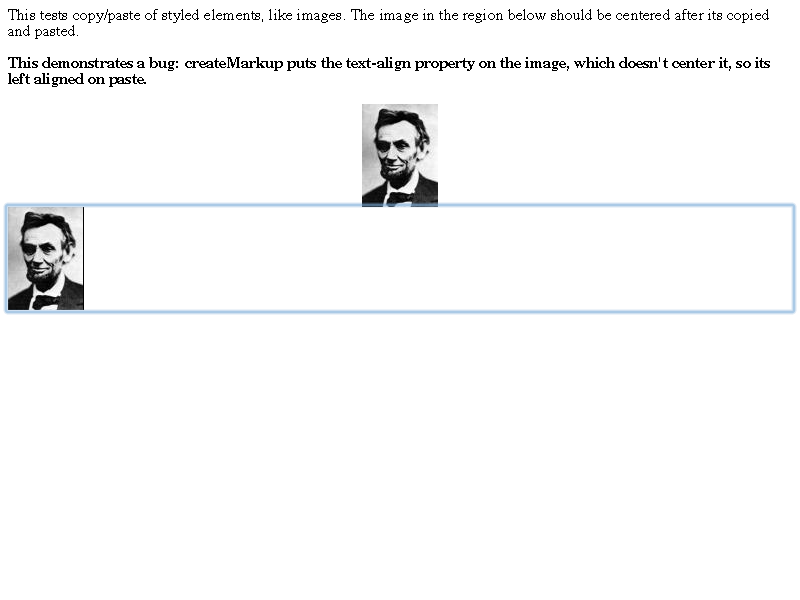 This tests copy/paste of styled elements, like images. The image in the region below should be centered after its copied
and pasted.
This demonstrates a bug: createMarkup puts the text-align property on the image, which doesn't center it, so its
left aligned on paste.